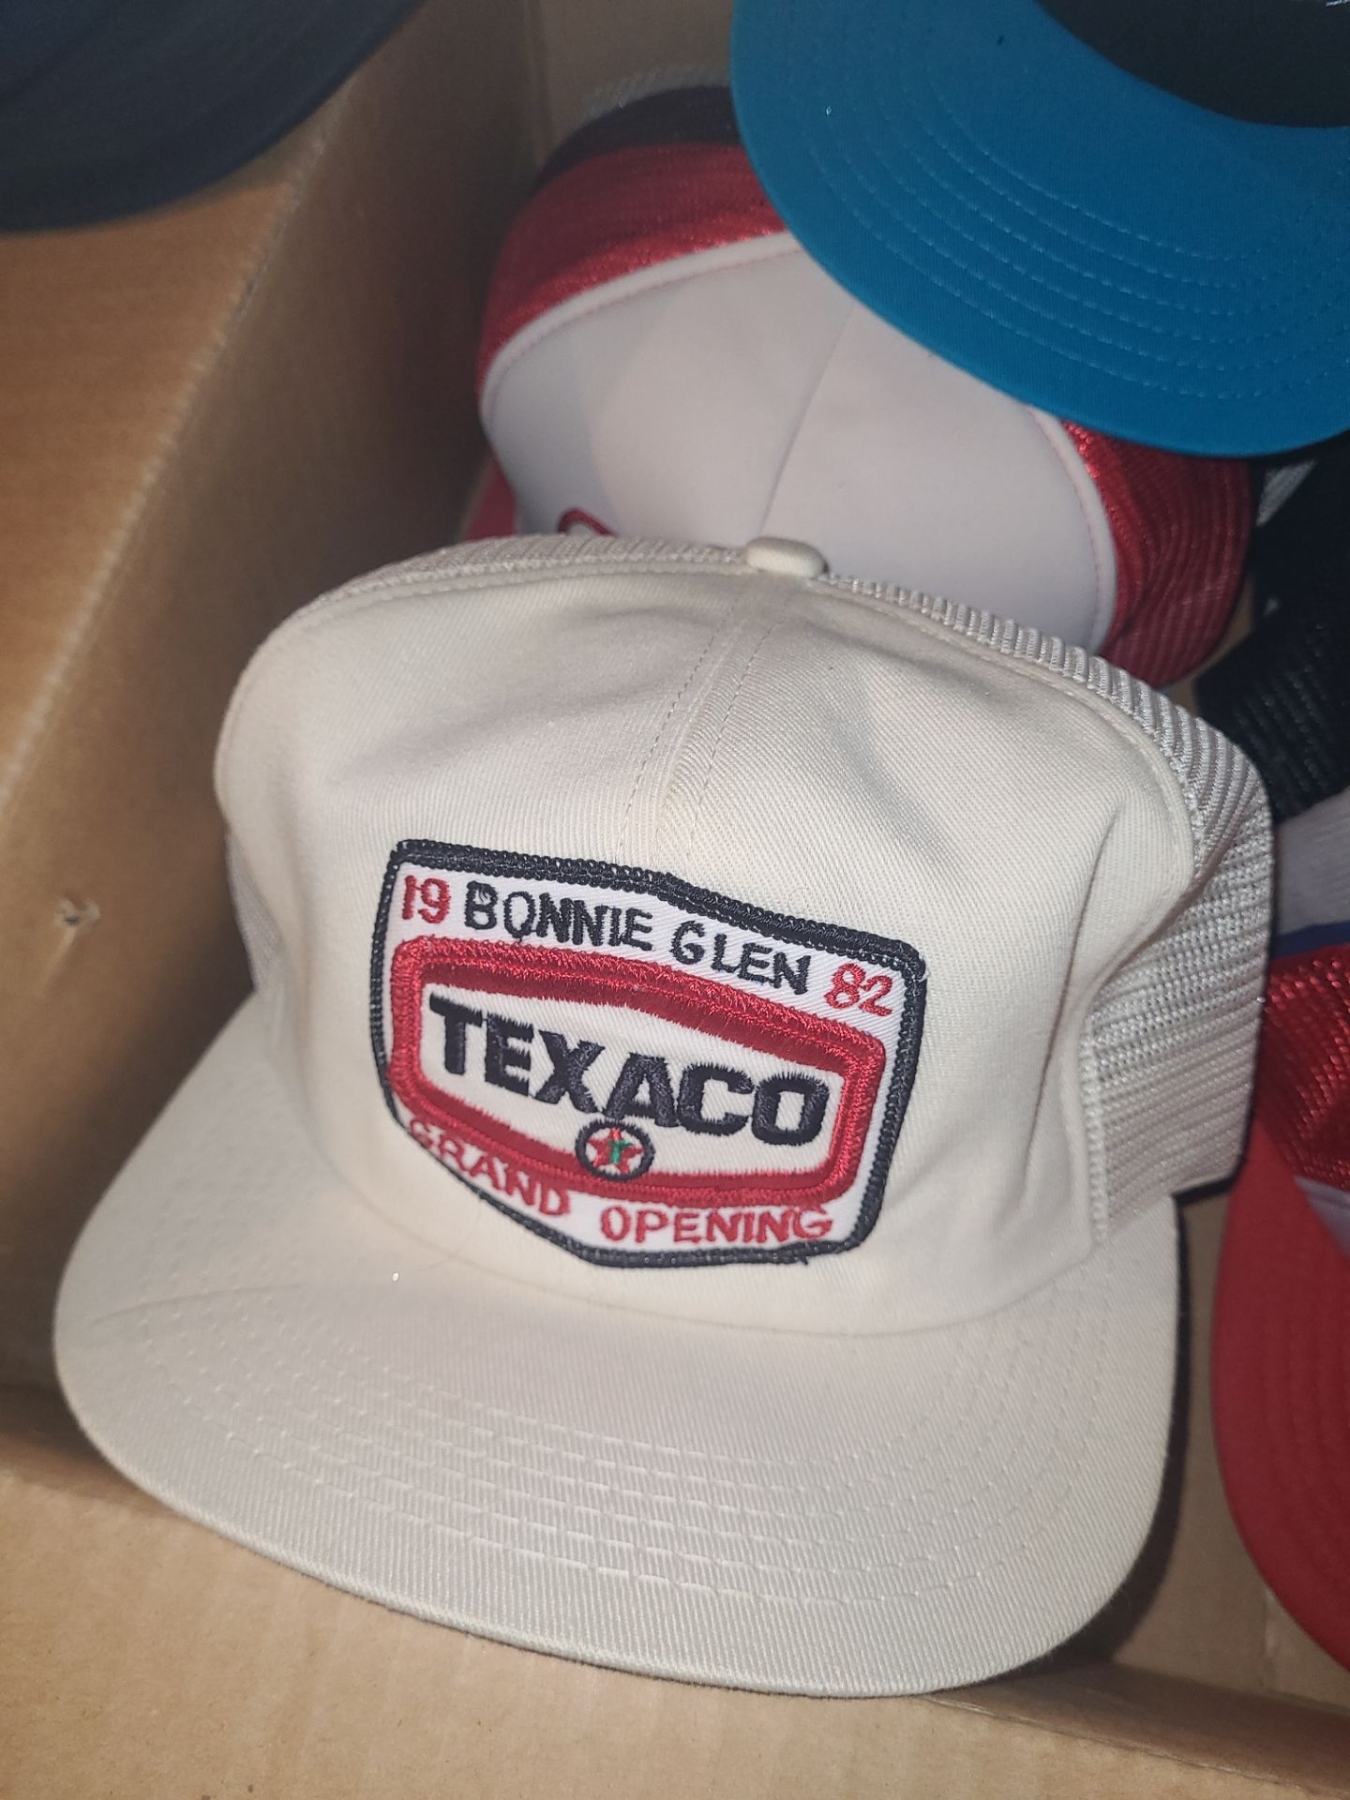 19 BONNIE GLEN 82
TEXACO
T
GRAND OPENING